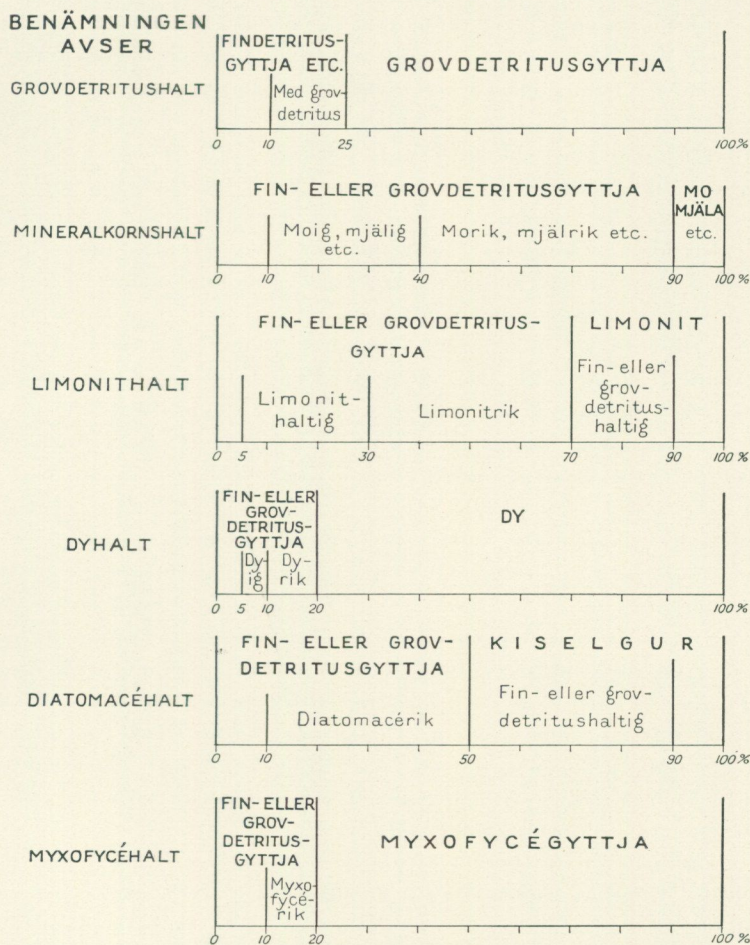 BENÄMNINGEN
AVSER
GROVDETRITUSHALT
FINDETRITUS-
GYTTJA ETC.
Med grov-
detritus
GROVDETRITUSGYTTJA
0 10 25 100%
MINERALKORNSHALT
FIN- ELLER GROVDETRITUSGYTTJA
Moig, mjälig
etc.
Morik, mjälrik etc.
MO
MJÄLA
etc.
0 10 40 90 100%
LIMONITHALT
FIN- ELLER GROVDETRITUS-
GYTTJA
Limonit-
haltig
Limonitrik
LIMONIT
Fin- eller
grov-
detritus-
haltig
0 5 30 70 90 100%
DYHALT
FIN- ELLER
GROV-
DETRITUS-
GYTTJA
Dy-
ig
Dy-
rik
DY
0 5 10 20 100%
DIATOMACÉHALT
FIN- ELLER GROV-
DETRITUSGYTTJA
Diatomacérik
KISELGUR
Fin- eller grov-
detritushaltig
0 10 50 90 100%
MYXOFYCÉHALT
FIN- ELLER
GROV-
DETRITUS-
GYTTJA
Myxo-
fycé-
rik
MYXOFYCÉGYTTJA
0 10 20 100%